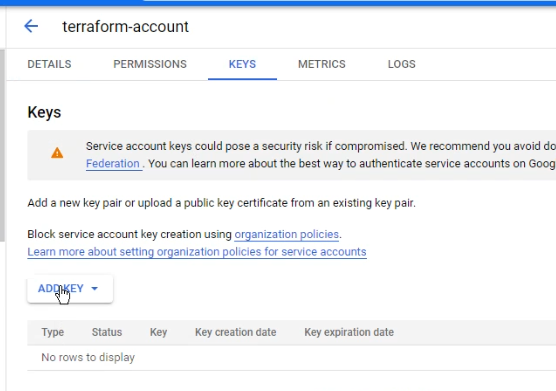 terraform-account
DETAILS PERMISSIONS KEYS METRICS LOGS
Keys
Service account keys could pose a security risk if compromised. We recommend you avoid do
Federation . You can learn more about the best way to authenticate service accounts on Goog
Add a new key pair or upload a public key certificate from an existing key pair.
Block service account key creation using organization policies.
Learn more about setting organization policies for service accounts
ADD KEY
Type Status Key Key creation date Key expiration date
No rows to display